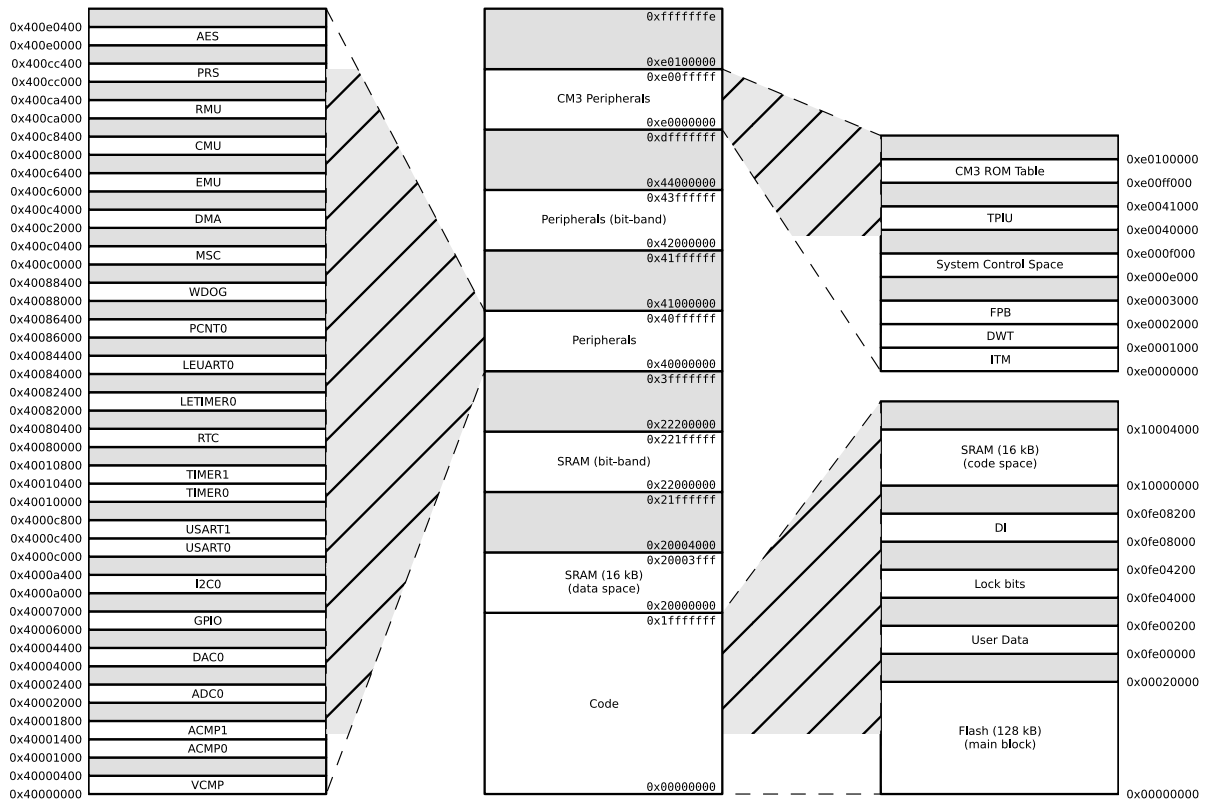 0x400e0400
AES
0x400e0000
0x400cc400
PRS
0x400cc000
0x400ca400
RMU
0x400ca000
0x400c8400
CMU
0x400c8000
0x400c6400
EMU
0x400c6000
0x400c4000
DMA
0x400c2000
0x400c0400
MSC
0x400c0000
0x40088400
WDOG
0x40088000
0x40086400
PCNT0
0x40086000
0x40084400
LEUART0
0x40084000
0x40082400
LETIMER0
0x40082000
0x40080400
RTC
0x40080000
0x40010800
TIMER1
0x40010400
TIMER0
0x40010000
0x4000c800
USART1
0x4000c400
USART0
0x4000c000
0x4000a400
I2C0
0x4000a000
0x40007000
GPIO
0x40006000
0x40004400
DAC0
0x40004000
0x40002400
ADC0
0x40002000
0x40001800
ACMP1
0x40001400
ACMP0
0x40001000
0x40000400
VCMP
0x40000000
0xfffffffe
0xe0100000
0xe00fffff
CM3 Peripherals
0xe0000000
0xdfffffff
0x44000000
0x43ffffff
Peripherals (bit-band)
0x42000000
0x41ffffff
0x41000000
0x40ffffff
Peripherals
0x40000000
0x3fffffff
0x22200000
0x221fffff
SRAM (bit-band)
0x22000000
0x21ffffff
0x20004000
0x20003fff
SRAM (16 kB)
(data space)
0x20000000
0x1fffffff
Code
0x00000000
0xe0100000
CM3 ROM Table
0xe00ff000
0xe0041000
TPIU
0xe0040000
0xe000f000
System Control Space
0xe000e000
0xe0003000
FPB
0xe0002000
DWT
0xe0001000
ITM
0xe0000000
0x10004000
SRAM (16 kB)
(code space)
0x10000000
0x0fe08200
DI
0x0fe08000
0x0fe04200
Lock bits
0x0fe04000
0x0fe00200
User Data
0x0fe00000
0x00020000
Flash (128 kB)
(main block)
0x00000000